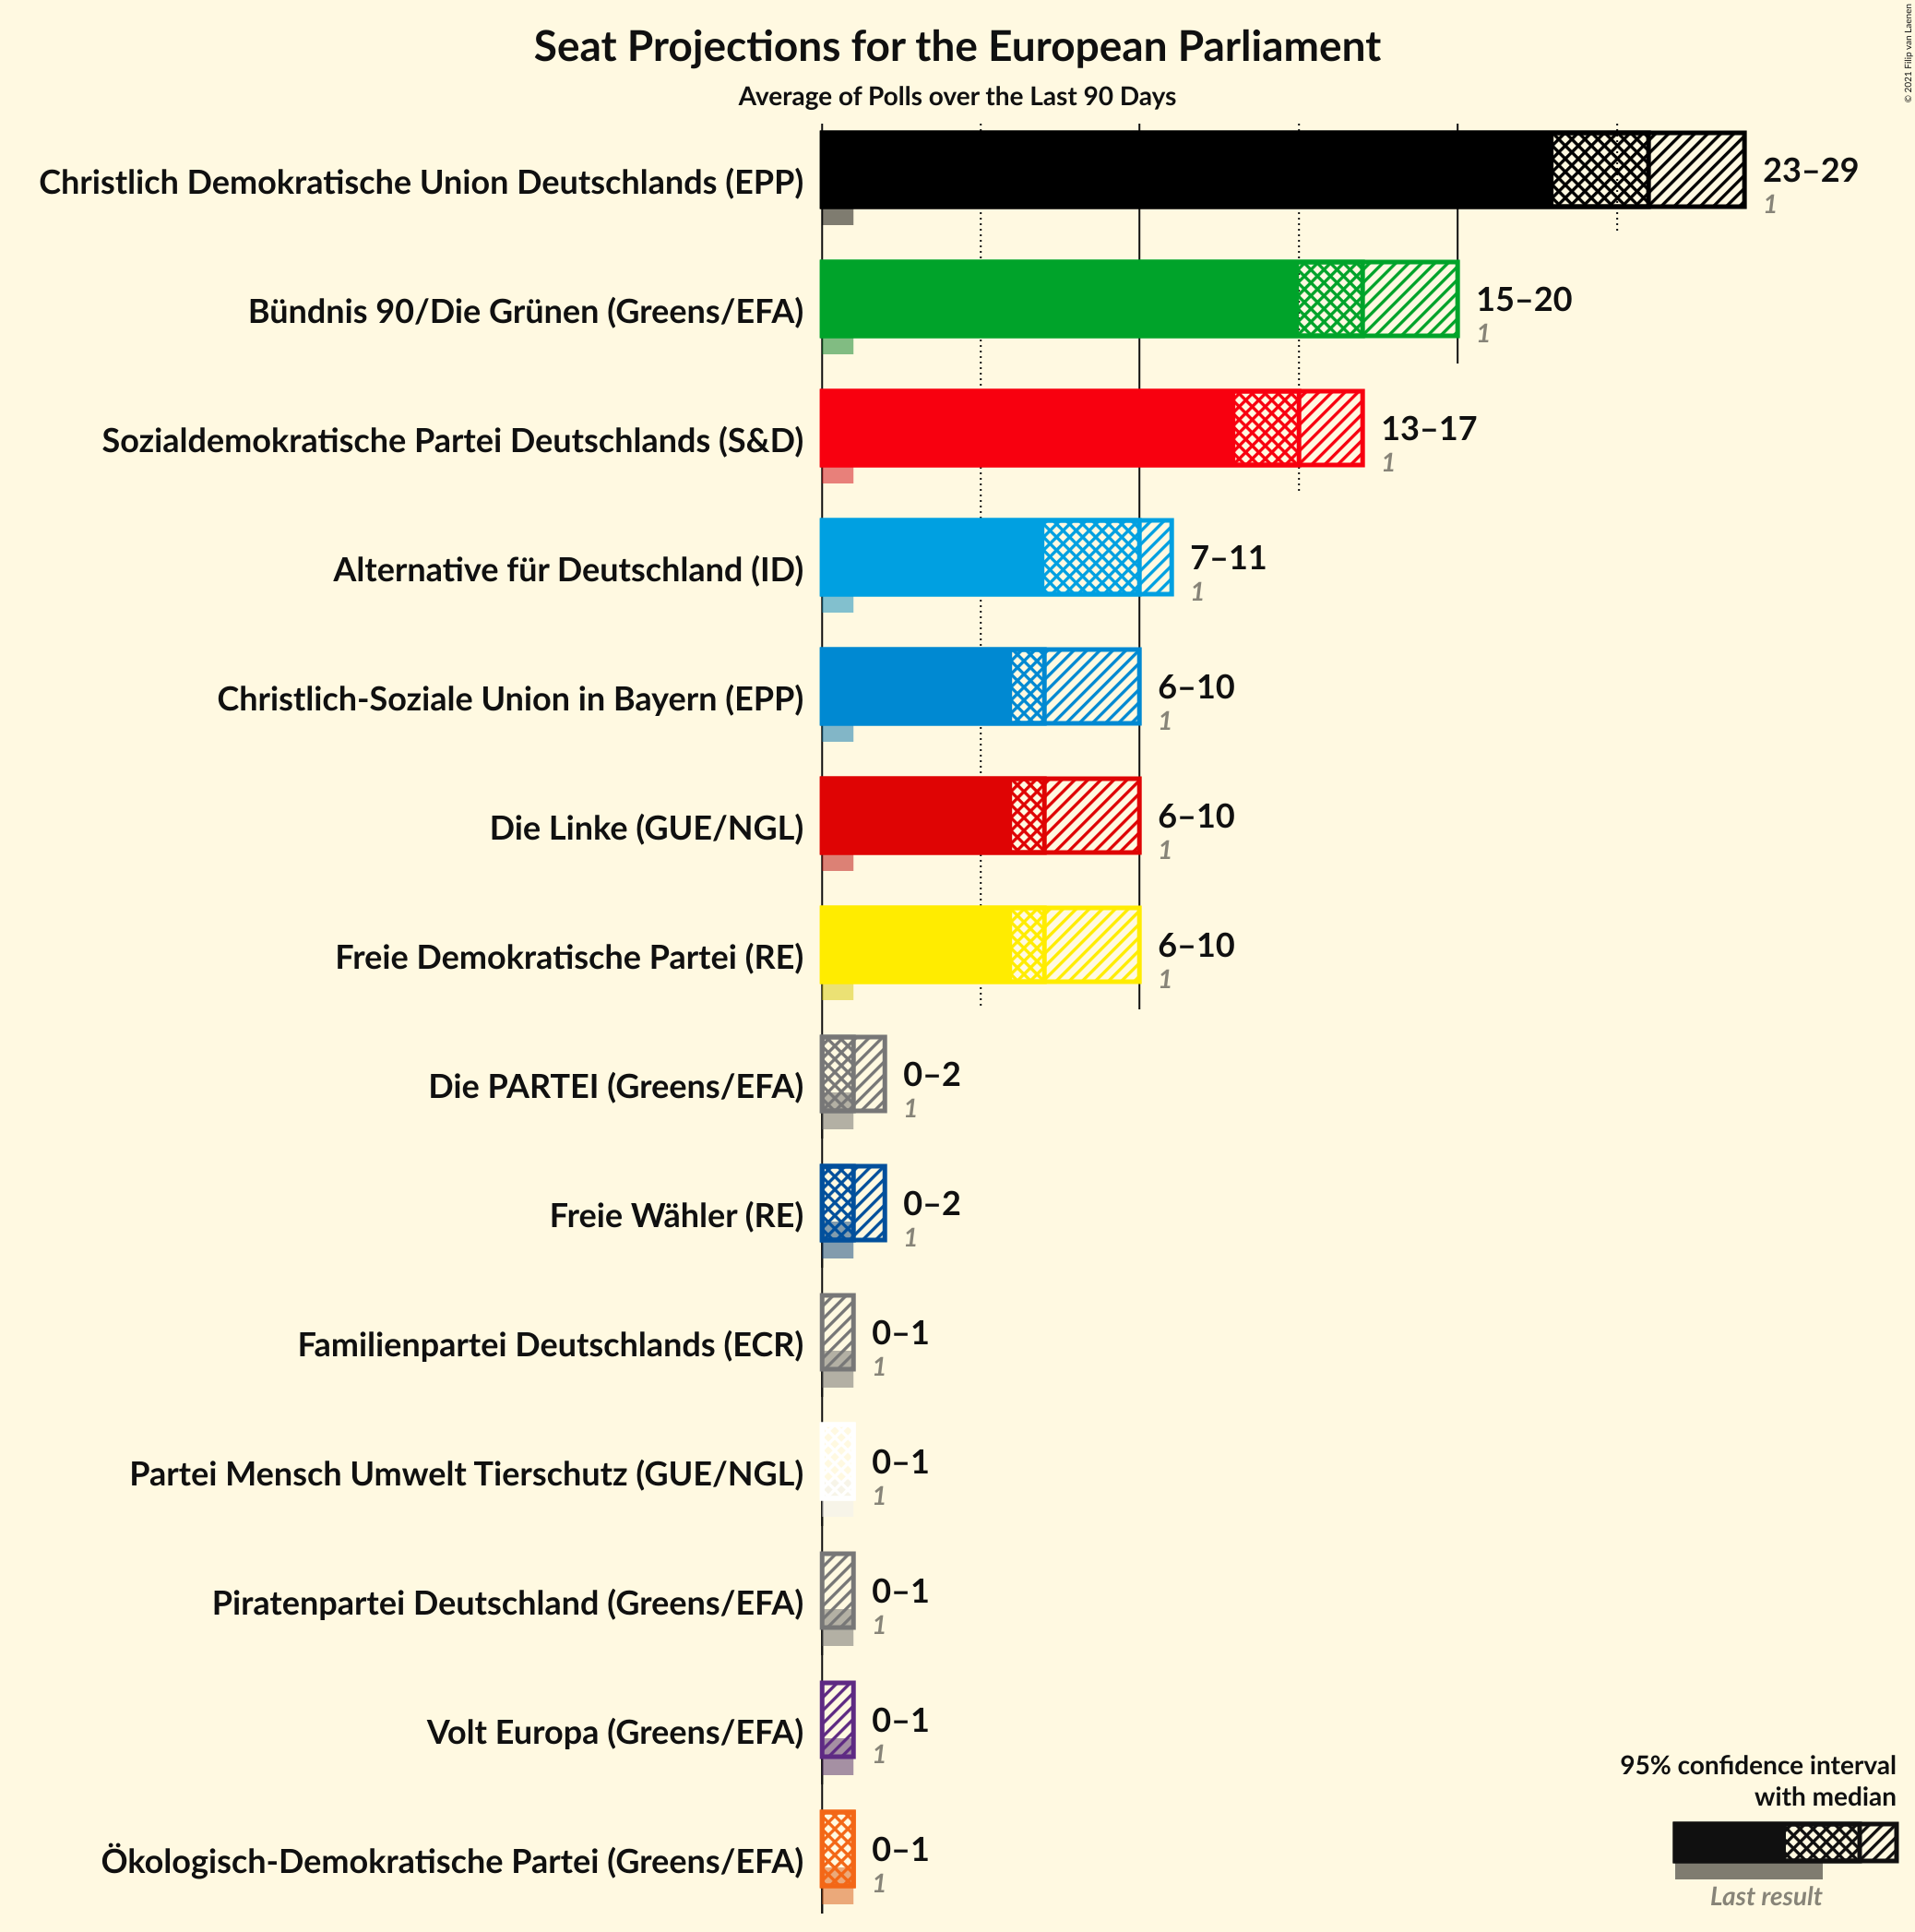 Seat Projections for the European Parliament
Average of Polls over the Last 90 Days
© 2021 Filip van Laenen
Christlich Demokratische Union Deutschlands (EPP)
23–29
1
Bündnis 90/Die Grünen (Greens/EFA)
15–20
1
Sozialdemokratische Partei Deutschlands (S&D)
13–17
1
Alternative für Deutschland (ID)
7–11
1
Christlich-Soziale Union in Bayern (EPP)
6–10
1
Die Linke (GUE/NGL)
6–10
1
Freie Demokratische Partei (RE)
6–10
1
Die PARTEI (Greens/EFA)
0–2
1
Freie Wähler (RE)
0–2
1
Familienpartei Deutschlands (ECR)
0–1
1
Partei Mensch Umwelt Tierschutz (GUE/NGL)
0–1
1
Piratenpartei Deutschland (Greens/EFA)
0–1
1
Volt Europa (Greens/EFA)
0–1
1
Ökologisch-Demokratische Partei (Greens/EFA)
0–1
1
95% confidence interval
with median
Last result